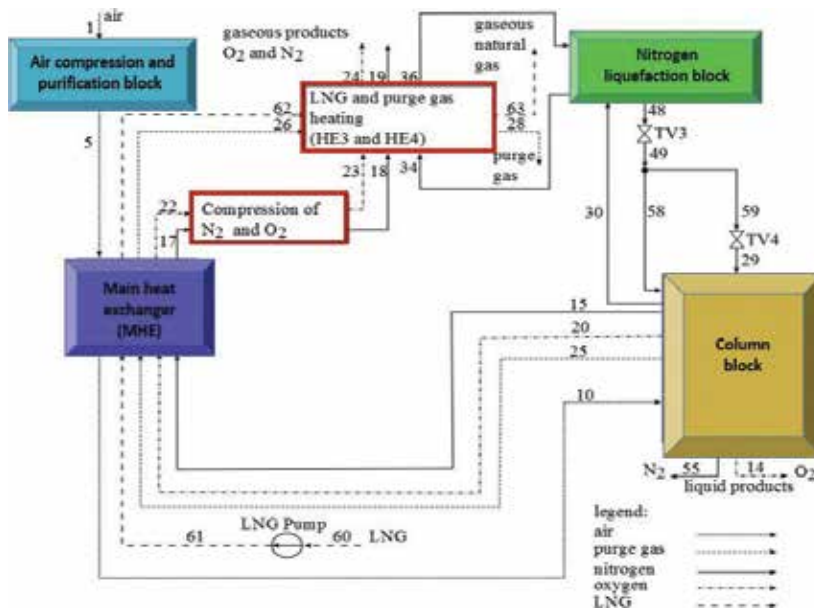 1
air
Air compression and
purification block
gaseous products
O2 and N2
24
19
36
gaseous
natural
gas
Nitrogen
liquefaction block
62
26
LNG and purge gas
heating
(HE3 and HE4)
63
28
purge
gas
48
TV3
49
5
23
18
34
22
17
Compression of
N2 and O2
30
58
59
TV4
29
Main heat
exchanger
(MHE)
15
20
25
10
Column
block
N2
55
14
O2
liquid products
LNG Pump
61
60
LNG
legend:
air
purge gas
nitrogen
oxygen
LNG